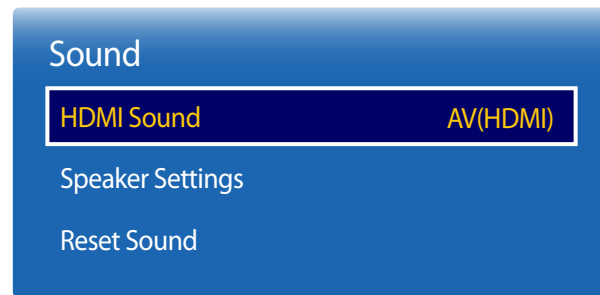 Sound
HDMI Sound AV(HDMI)
Speaker Settings
Reset Sound